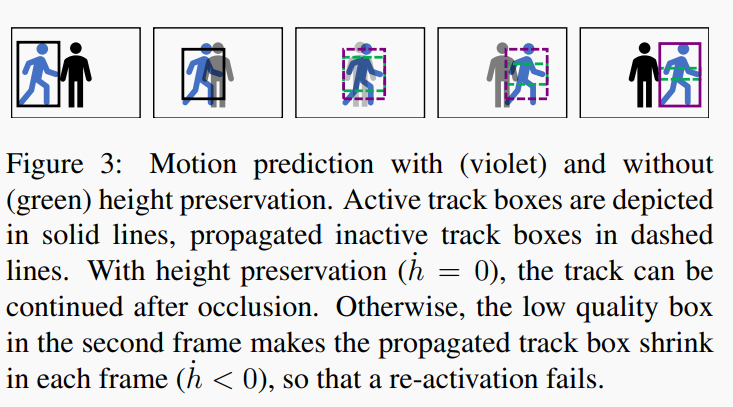 Figure 3: Motion prediction with (violet) and without
(green) height preservation. Active track boxes are depicted
in solid lines, propagated inactive track boxes in dashed
lines. With height preservation (ḣ = 0), the track can be
continued after occlusion. Otherwise, the low quality box
in the second frame makes the propagated track box shrink
in each frame (ḣ < 0), so that a re-activation fails.